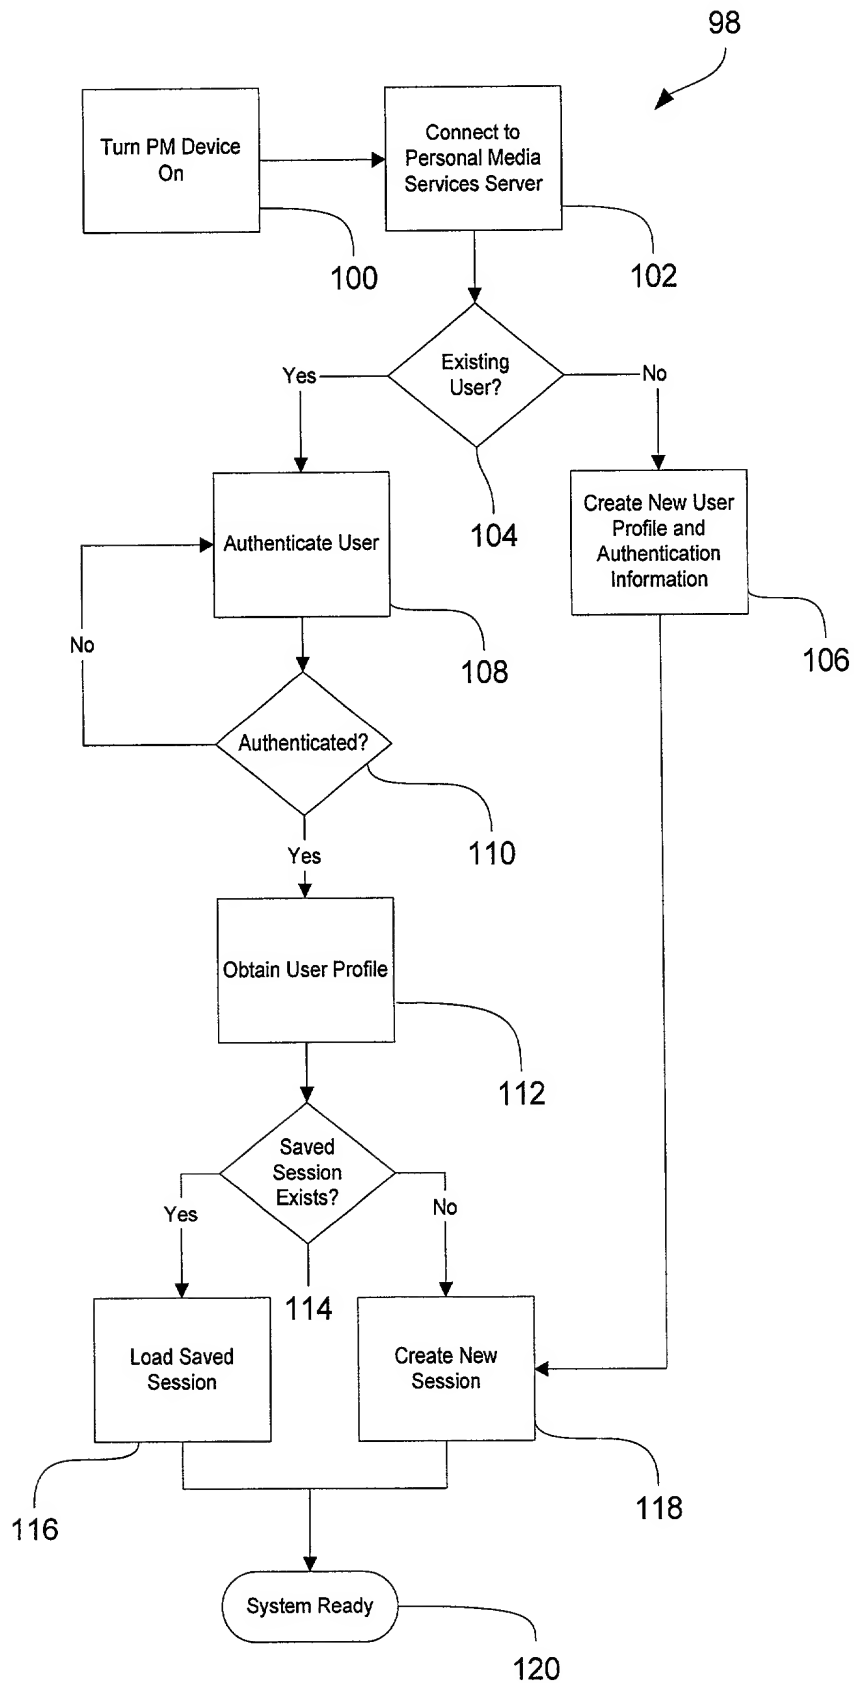 98
Turn PM Device
On
Connect to
Personal Media
Services Server
100
102
Existing
User?
Yes
No
104
Authenticate User
Create New User
Profile and
Authentication
Information
No
108
106
Authenticated?
110
Yes
Obtain User Profile
112
Saved
Session
Exists?
Yes
No
114
Load Saved
Session
Create New
Session
116
118
System Ready
120